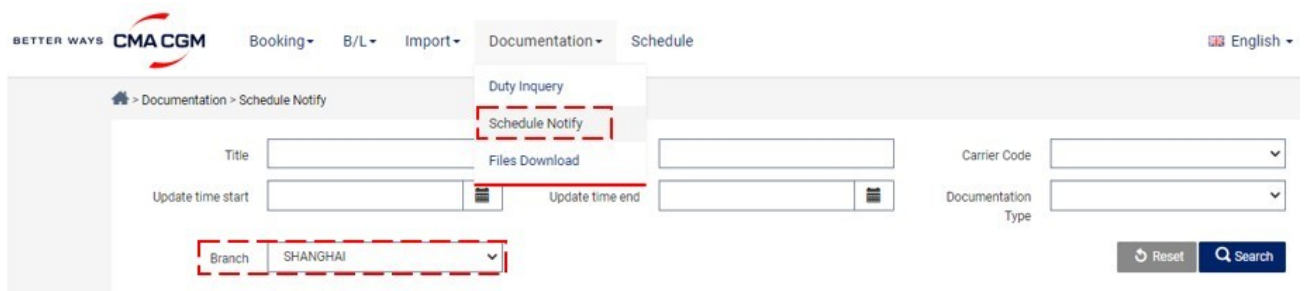 BETTER WAYS CMA CGM Booking B/L Import Documentation Schedule English
Duty Inquery
> Documentation > Schedule Notify
Schedule Notify
Title
Files Download
Carrier Code
Update time start
Update time end
Documentation Type
Branch SHANGHAI
Reset Search